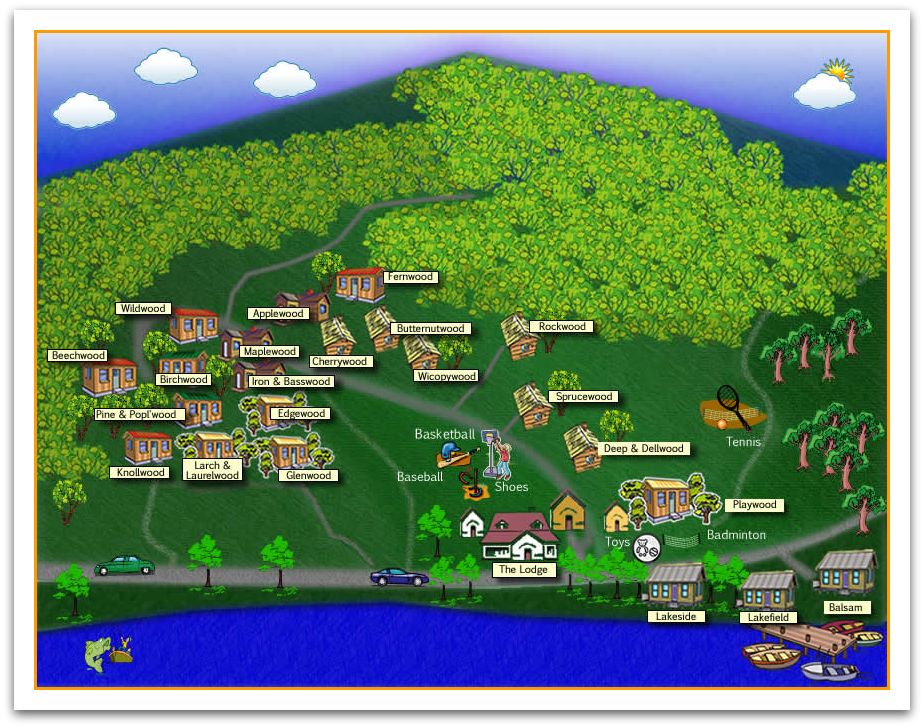 Fernwood
Wildwood
Applewood
Butternutwood
Rockwood
Maplewood
Beechwood
Cherrywood
Birchwood
Iron & Basswood
Wicopywood
Sprucewood
Pine & Popl'wood
Edgewood
Basketball
Tennis
Deep & Dellwood
Knollwood
Larch &
Laurelwood
Glenwood
Baseball
Shoes
Playwood
Toys
Badminton
The Lodge
Lakeside
Lakefield
Balsam